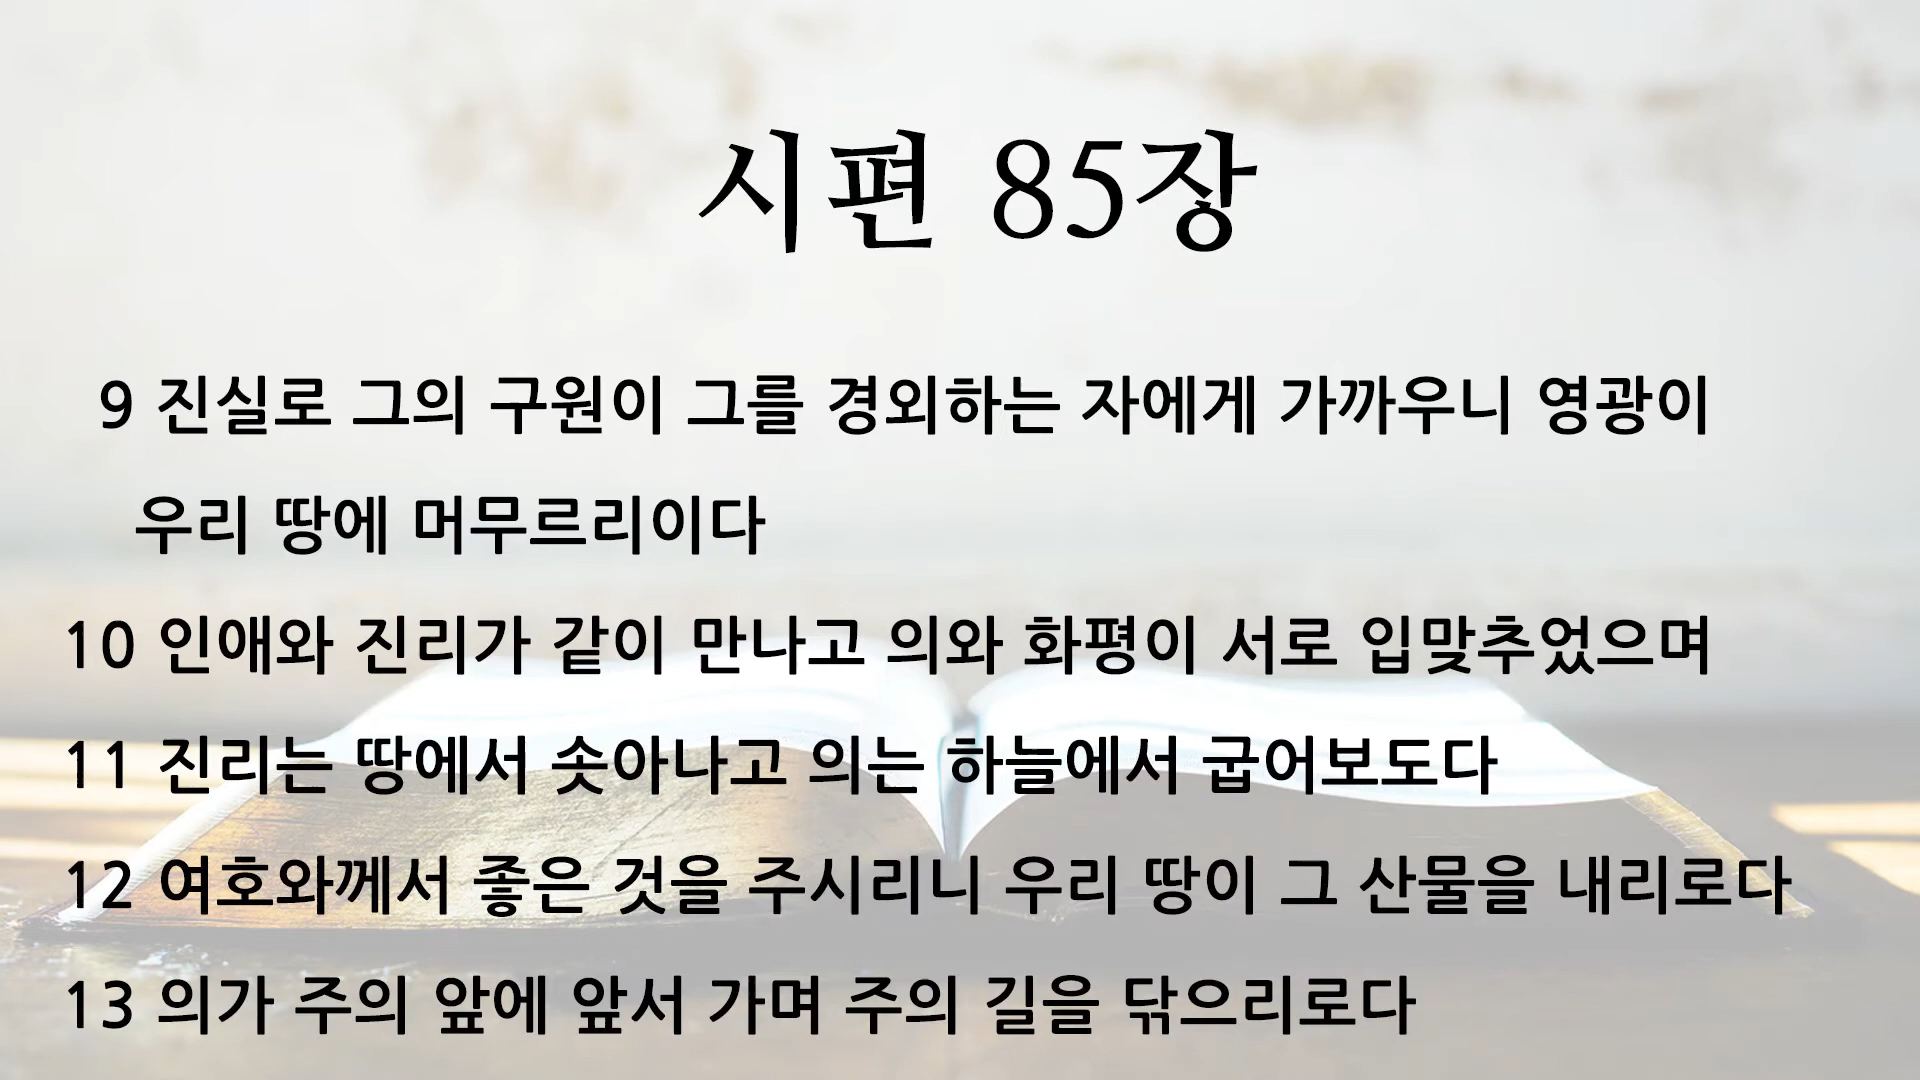 시편 85장
9 진실로 그의 구원이 그를 경외하는 자에게 가까우니 영광이
우리 땅에 머무르리이다
10 인애와 진리가 같이 만나고 의와 화평이 서로 입맞추었으며
11 진리는 땅에서 솟아나고 의는 하늘에서 굽어보도다
12 여호와께서 좋은 것을 주시리니 우리 땅이 그 산물을 내리로다
13 의가 주의 앞에 앞서 가며 주의 길을 닦으리로다